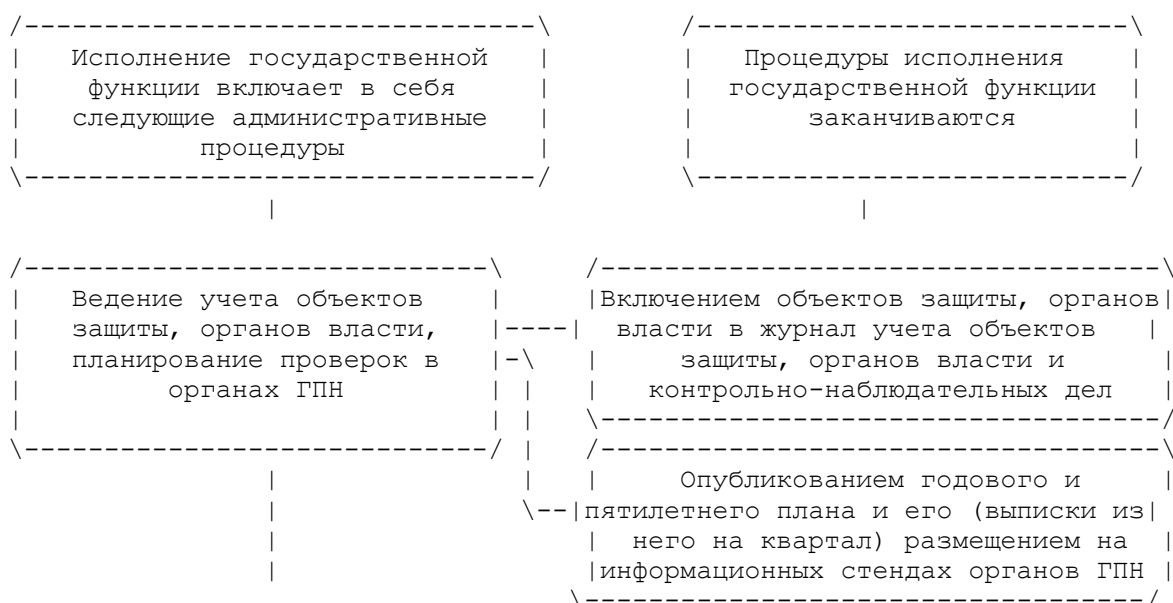 Исполнение государственной
функции включает в себя
следующие административные
процедуры
Процедуры исполнения
государственной функции
заканчиваются
Ведение учета объектов
защиты, органов власти,
планирование проверок в
органах ГПН
Включением объектов защиты, органов
власти в журнал учета объектов
защиты, органов власти и
контрольно-наблюдательных дел
Опубликованием годового и
пятилетнего плана и его (выписки из
него на квартал) размещением на
информационных стендах органов ГПН